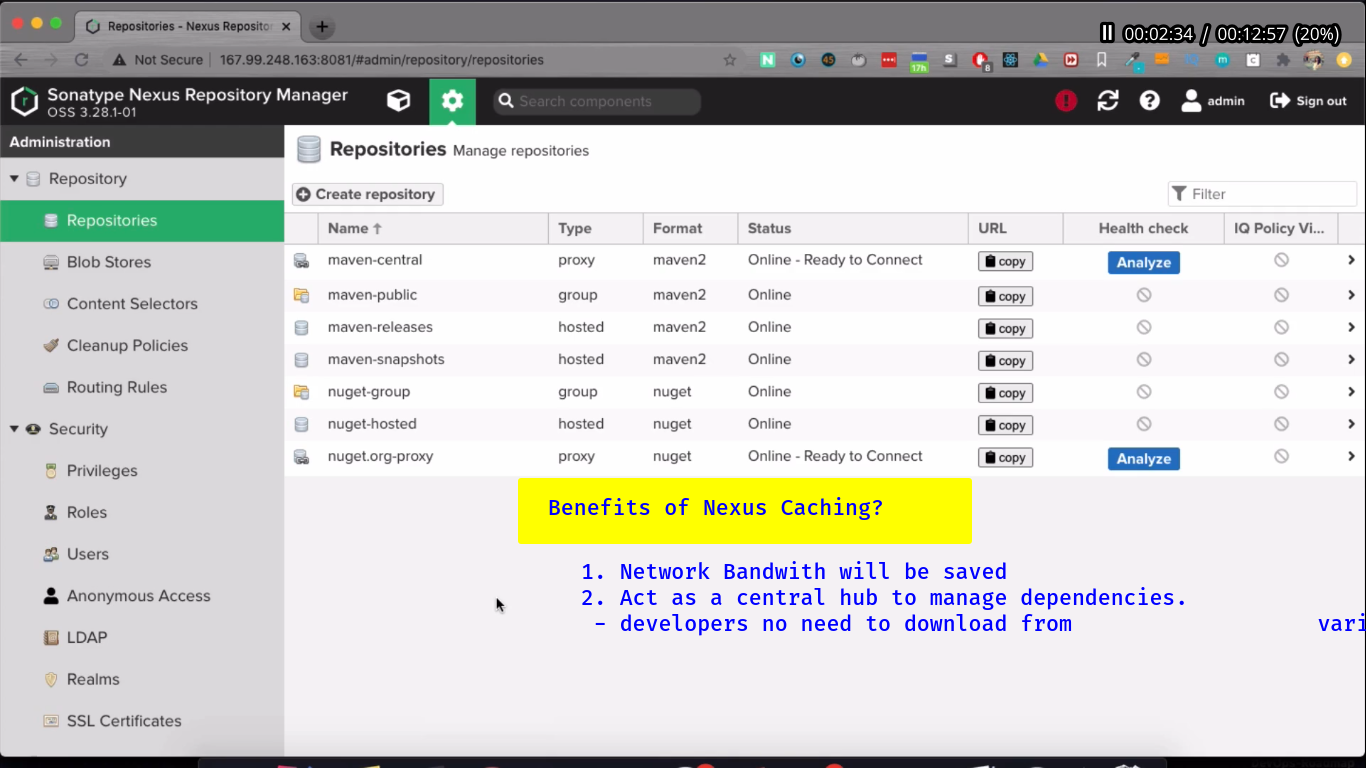 Repositories - Nexus Repositor
00:02:34 / 00:12:57 (20%)
Not Secure 167.99.248.163:8081/#admin/repository/repositories
45
17h
S
8
m
C
N
Sonatype Nexus Repository Manager
OSS 3.28.1-01
Search components
admin
Sign out
Administration
Repositories Manage repositories
Repository
Create repository
Filter
Repositories
Name Type Format Status URL Health check IQ Policy Vi...
Blob Stores
maven-central proxy maven2 Online - Ready to Connect copy Analyze
Content Selectors
maven-public group maven2 Online copy
maven-releases hosted maven2 Online copy
Cleanup Policies
maven-snapshots hosted maven2 Online copy
Routing Rules
nuget-group group nuget Online copy
Security
nuget-hosted hosted nuget Online copy
nuget.org-proxy proxy nuget Online - Ready to Connect copy Analyze
Privileges
Roles
Users
Anonymous Access
LDAP
Realms
SSL Certificates
Benefits of Nexus Caching?
1. Network Bandwith will be saved
2. Act as a central hub to manage dependencies.
- developers no need to download from vari